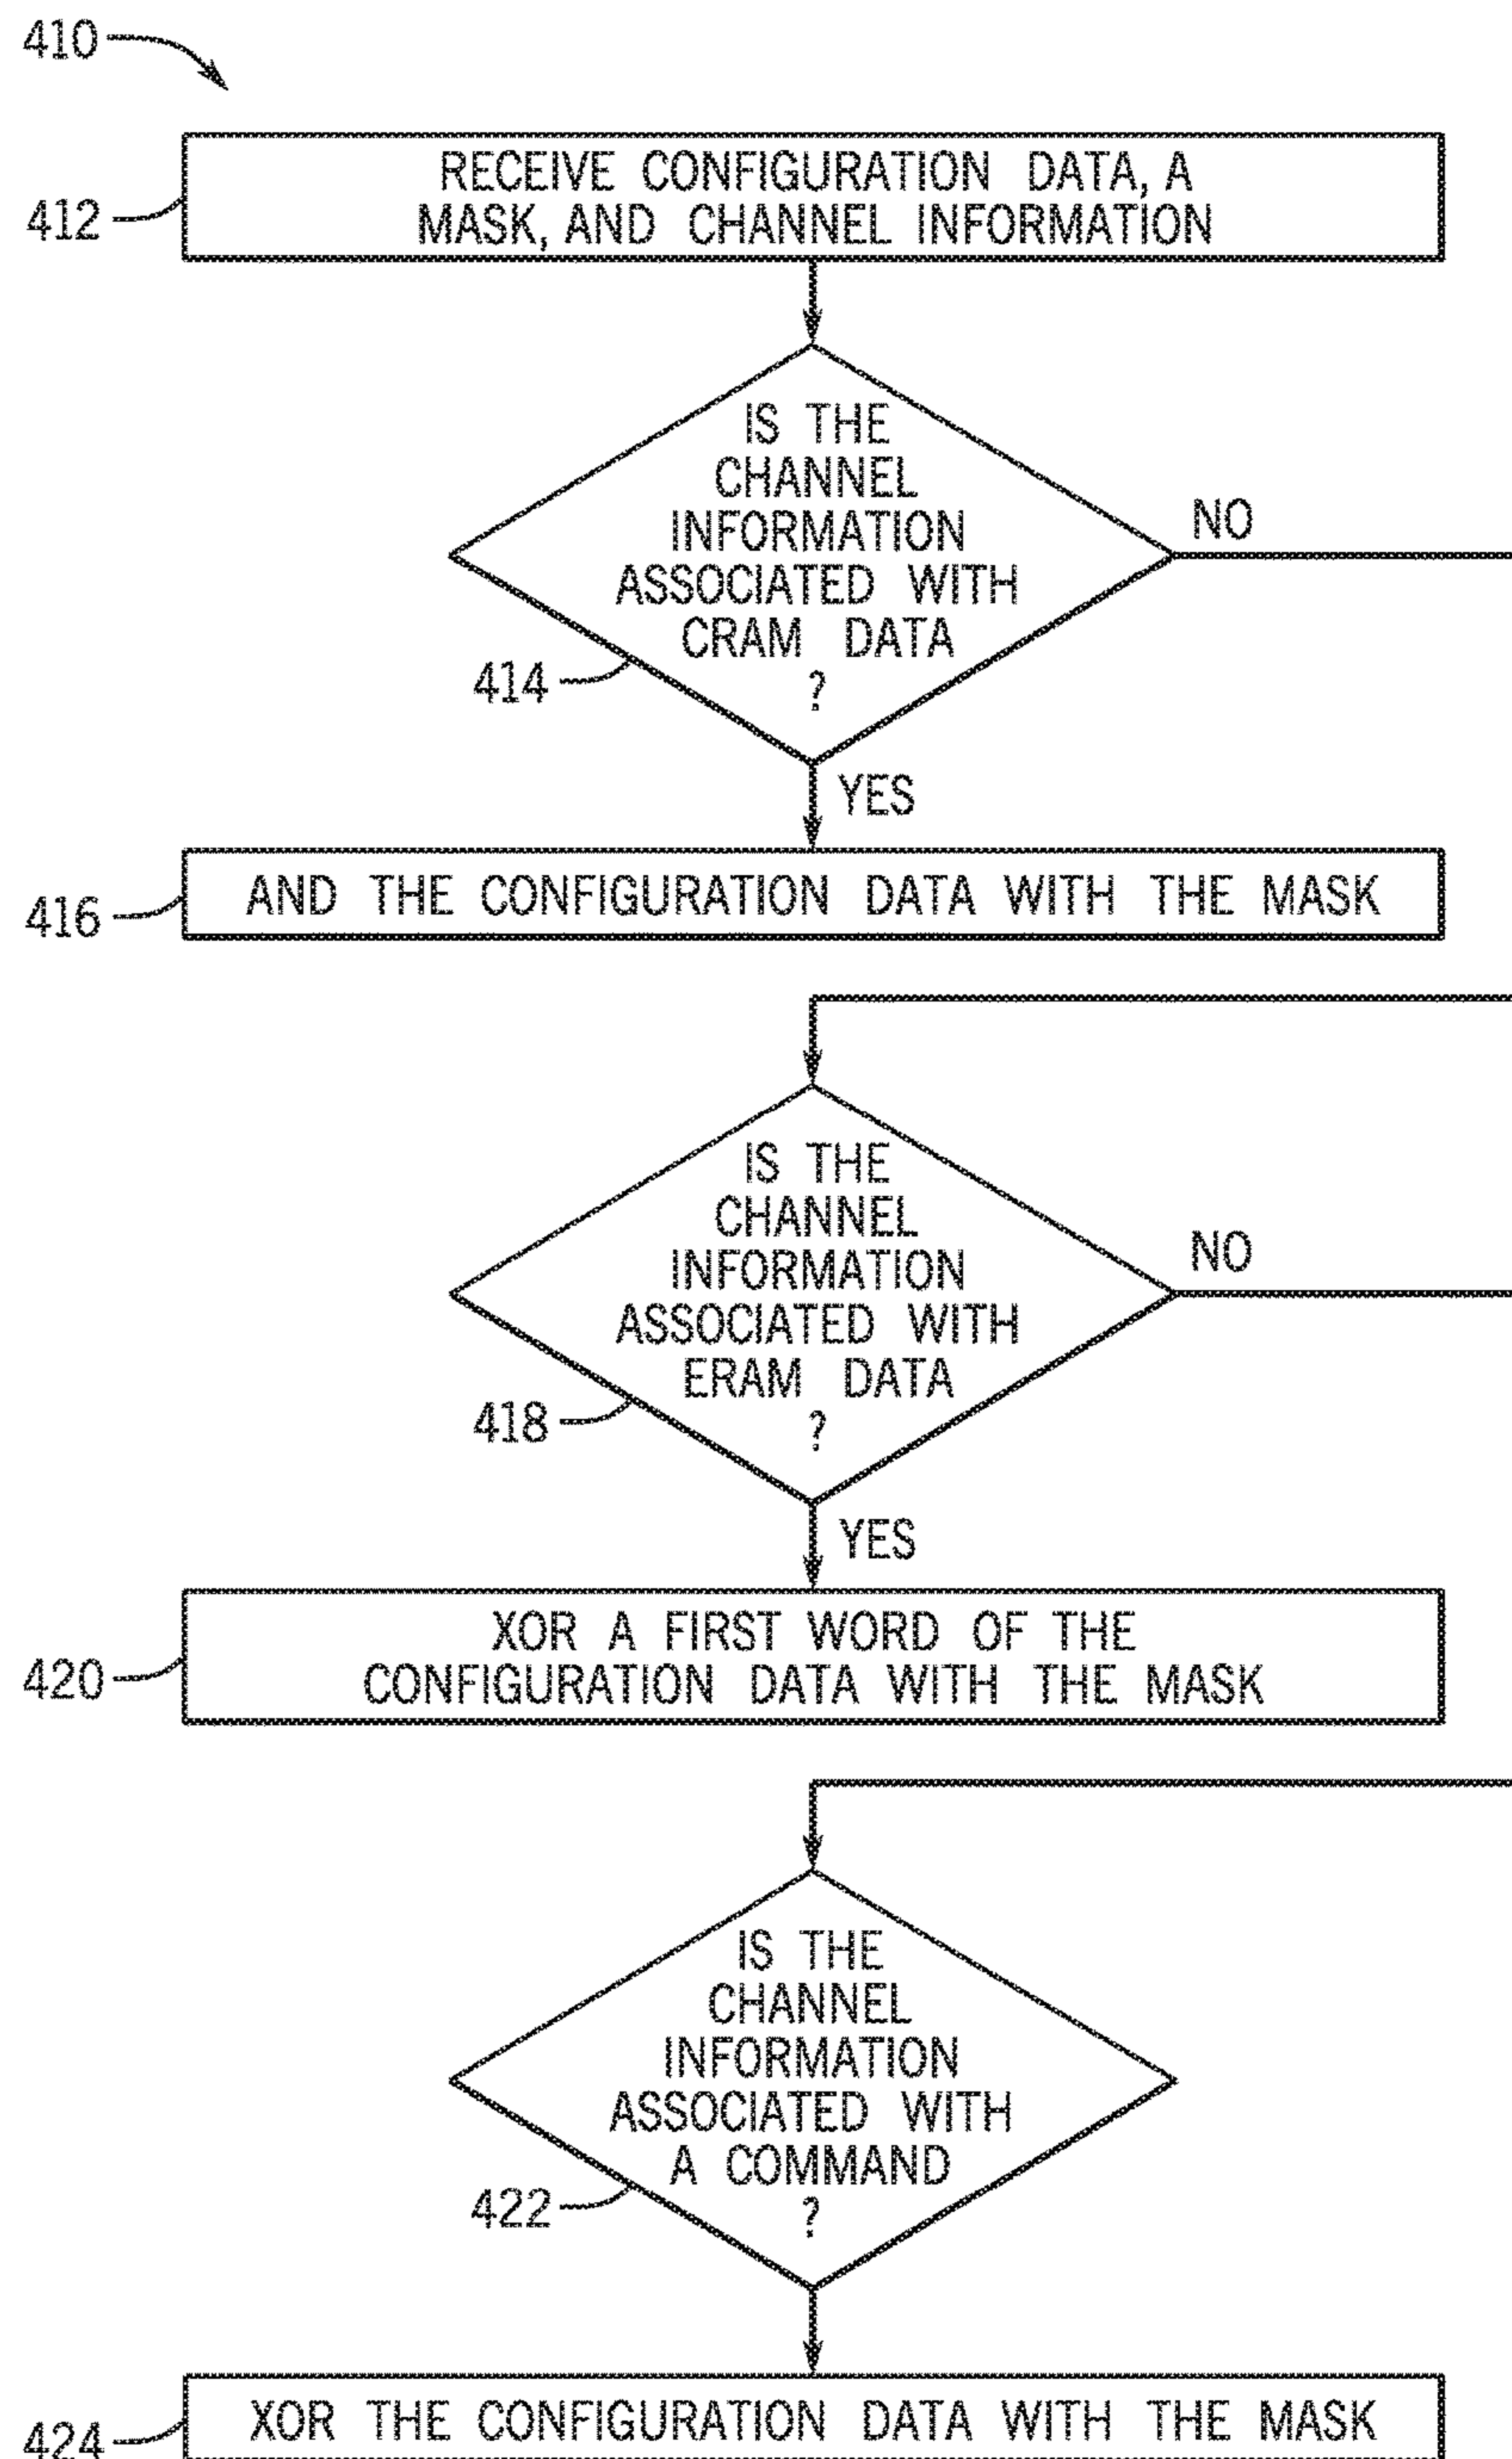 410
RECEIVE CONFIGURATION DATA, A
MASK, AND CHANNEL INFORMATION
412
IS THE
CHANNEL
INFORMATION
ASSOCIATED WITH
CRAM DATA
?
NO
414
YES
AND THE CONFIGURATION DATA WITH THE MASK
416
IS THE
CHANNEL
INFORMATION
ASSOCIATED WITH
ERAM DATA
?
NO
418
YES
XOR A FIRST WORD OF THE
CONFIGURATION DATA WITH THE MASK
420
IS THE
CHANNEL
INFORMATION
ASSOCIATED WITH
A COMMAND
?
422
XOR THE CONFIGURATION DATA WITH THE MASK
424